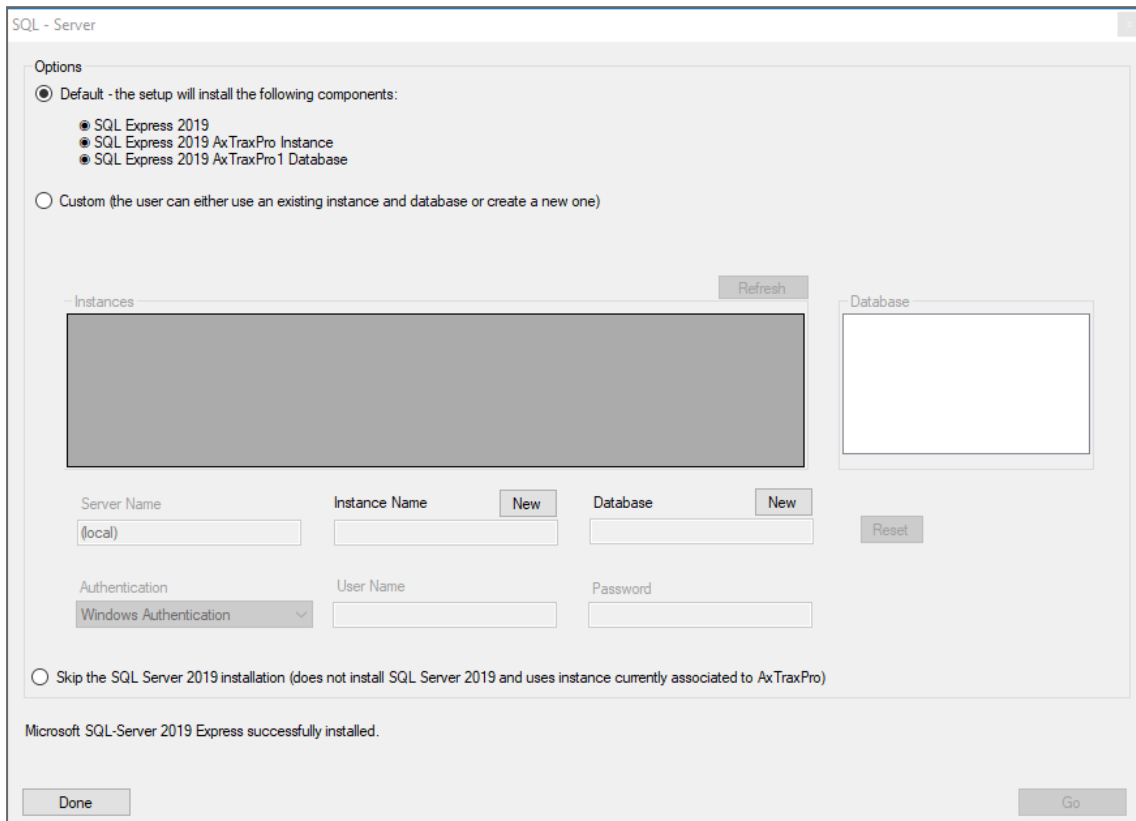 SQL - Server
Options
Default - the setup will install the following components:
SQL Express 2019
SQL Express 2019 AxTraxPro Instance
SQL Express 2019 AxTraxPro1 Database
Custom (the user can either use an existing instance and database or create a new one)
Refresh
Instances
Database
Server Name
Instance Name
New
Database
New
(local)
Reset
Authentication
User Name
Password
Windows Authentication
Skip the SQL Server 2019 installation (does not install SQL Server 2019 and uses instance currently associated to AxTraxPro)
Microsoft SQL-Server 2019 Express successfully installed.
Done
Go